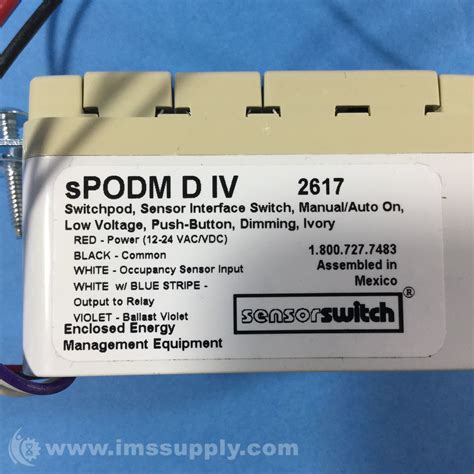 sPODM D IV 2617
Switchpod, Sensor Interface Switch, Manual/Auto On,
Low Voltage, Push-Button, Dimming, Ivory
RED - Power (12-24 VAC/VDC)
BLACK - Common
WHITE - Occupancy Sensor Input
WHITE w/ BLUE STRIPE -
Output to Relay
VIOLET - Ballast Violet
Enclosed Energy
Management Equipment
1.800.727.7483
Assembled in
Mexico
sensorswitch®
© www.imssupply.com